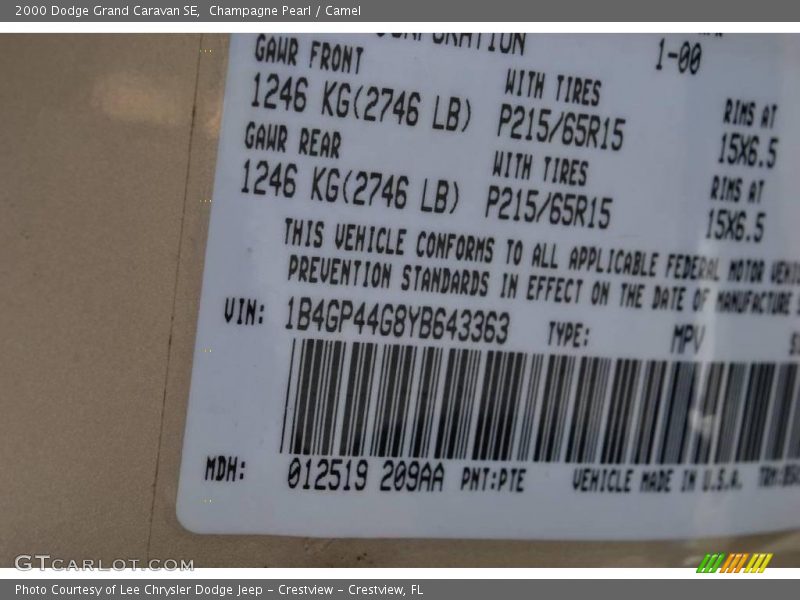 2000 Dodge Grand Caravan SE, Champagne Pearl / Camel
CORPORATION 1-00
GAWR FRONT WITH TIRES RIMS AT
1246 KG(2746 LB) P215/65R15 15X6.5
GAWR REAR WITH TIRES RIMS AT
1246 KG(2746 LB) P215/65R15 15X6.5
THIS VEHICLE CONFORMS TO ALL APPLICABLE FEDERAL MOTOR
PREVENTION STANDARDS IN EFFECT ON THE DATE OF MANUFACTURE
VIN: 1B4GP44G8YB643363 TYPE: MPV
MDH: 012519 209AA PNT:PTE VEHICLE MADE IN U.S.A.
GTcarlot.com
Photo Courtesy of Lee Chrysler Dodge Jeep - Crestview - Crestview, FL